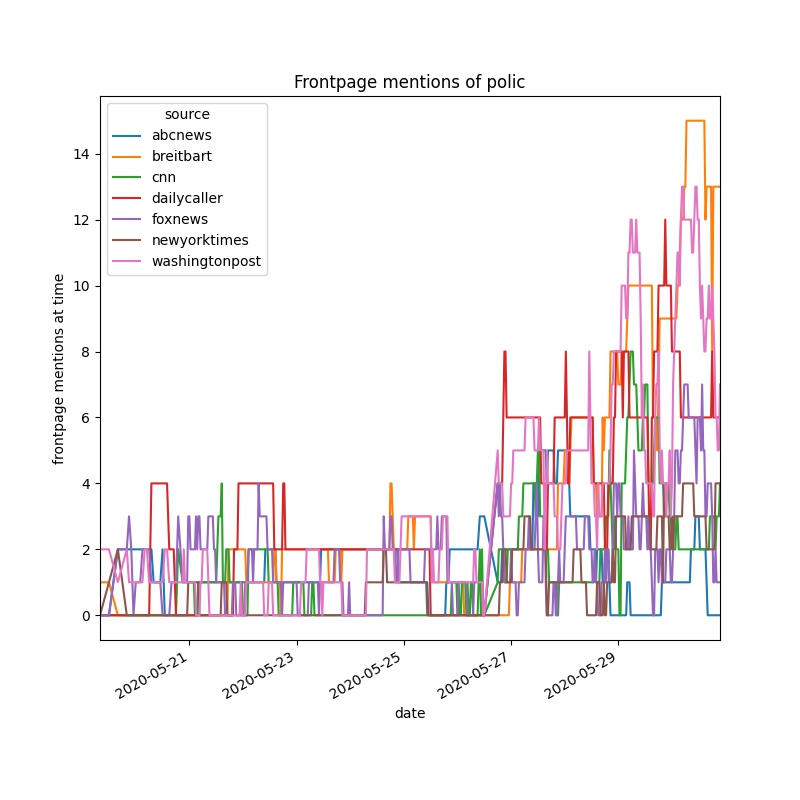 Frontpage mentions of polic
source
abcnews
breitbart
cnn
dailycaller
foxnews
newyorktimes
washingtonpost
frontpage mentions at time
14
12
10
8
6
4
2
0
2020-05-21
2020-05-23
2020-05-25
2020-05-27
2020-05-29
date